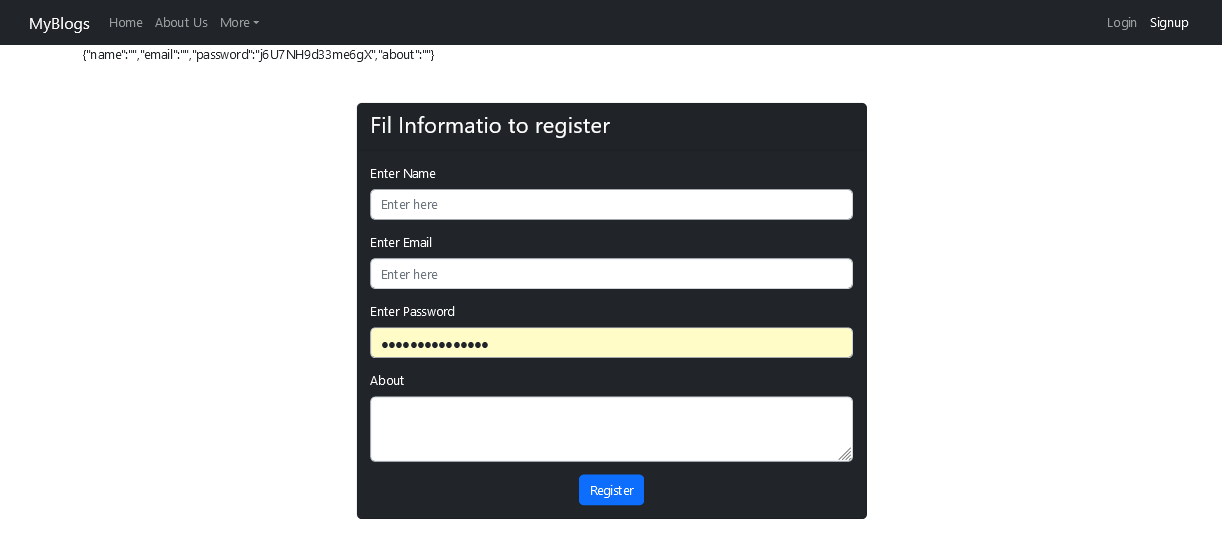 MyBlogs Home About Us More Login Signup
{"name":"","email":"","password":"j6U7NH9d33me6gX","about":""}
Fil Informatio to register
Enter Name
Enter here
Enter Email
Enter here
Enter Password
•••••••••••••••
About
Register